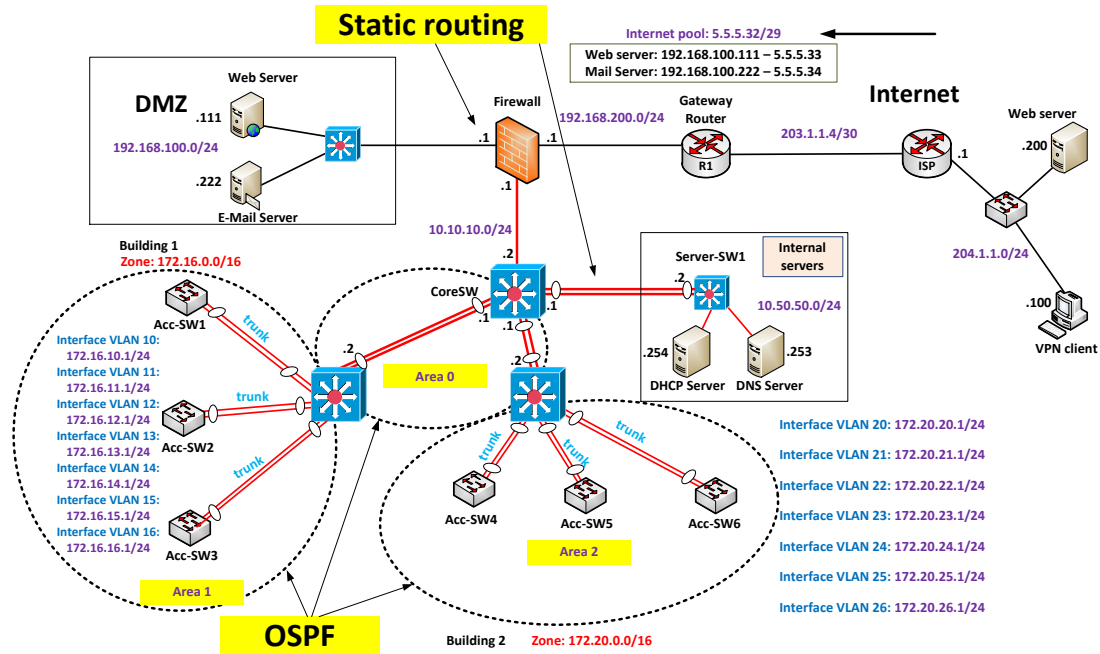 Static routing
Internet pool: 5.5.5.32/29
Web server: 192.168.100.111 – 5.5.5.33
Mail Server: 192.168.100.222 – 5.5.5.34
DMZ
Web Server
.111
192.168.100.0/24
.222
E-Mail Server
Firewall
.1
.1
.1
192.168.200.0/24
Gateway
Router
R1
203.1.1.4/30
Internet
ISP
.1
Web server
.200
204.1.1.0/24
.100
VPN client
10.10.10.0/24
.2
CoreSW
.1
.1
.1
Server-SW1
.2
Internal
servers
10.50.50.0/24
.254
.253
DHCP Server
DNS Server
Building 1
Zone: 172.16.0.0/16
Acc-SW1
trunk
Interface VLAN 10:
172.16.10.1/24
Interface VLAN 11:
172.16.11.1/24
Interface VLAN 12:
172.16.12.1/24
Interface VLAN 13:
172.16.13.1/24
Interface VLAN 14:
172.16.14.1/24
Interface VLAN 15:
172.16.15.1/24
Interface VLAN 16:
172.16.16.1/24
trunk
Acc-SW2
trunk
Acc-SW3
.2
Area 0
.2
Area 1
trunk
trunk
trunk
Acc-SW4
Acc-SW5
Acc-SW6
Area 2
Interface VLAN 20: 172.20.20.1/24
Interface VLAN 21: 172.20.21.1/24
Interface VLAN 22: 172.20.22.1/24
Interface VLAN 23: 172.20.23.1/24
Interface VLAN 24: 172.20.24.1/24
Interface VLAN 25: 172.20.25.1/24
Interface VLAN 26: 172.20.26.1/24
OSPF
Building 2 Zone: 172.20.0.0/16